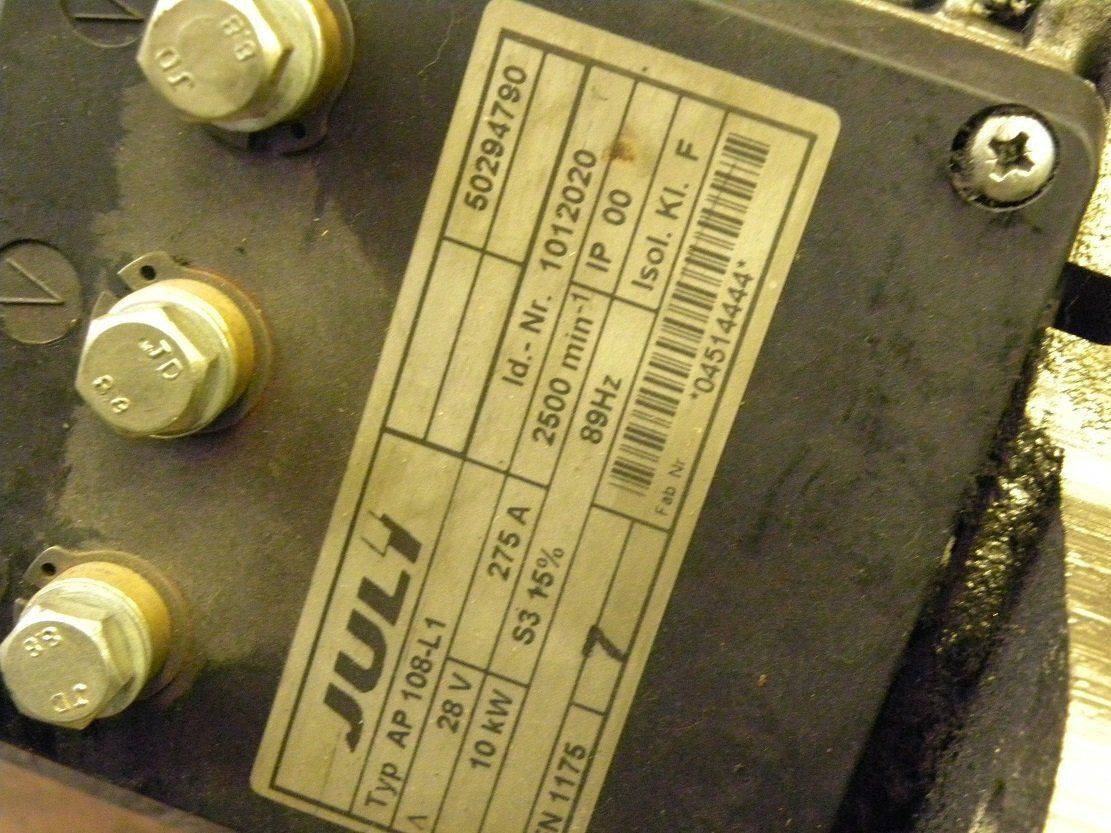 JULI
50294790
Typ AP 108-L1
Id.- Nr. 1012020
28 V
275 A
2500 min⁻¹
IP 00
10 kW
S3 15%
89Hz
Isol. Kl. F
EN 1175
7
Fab Nr
*04514444*
8.8
JD
JD
8.8
8.8
JD